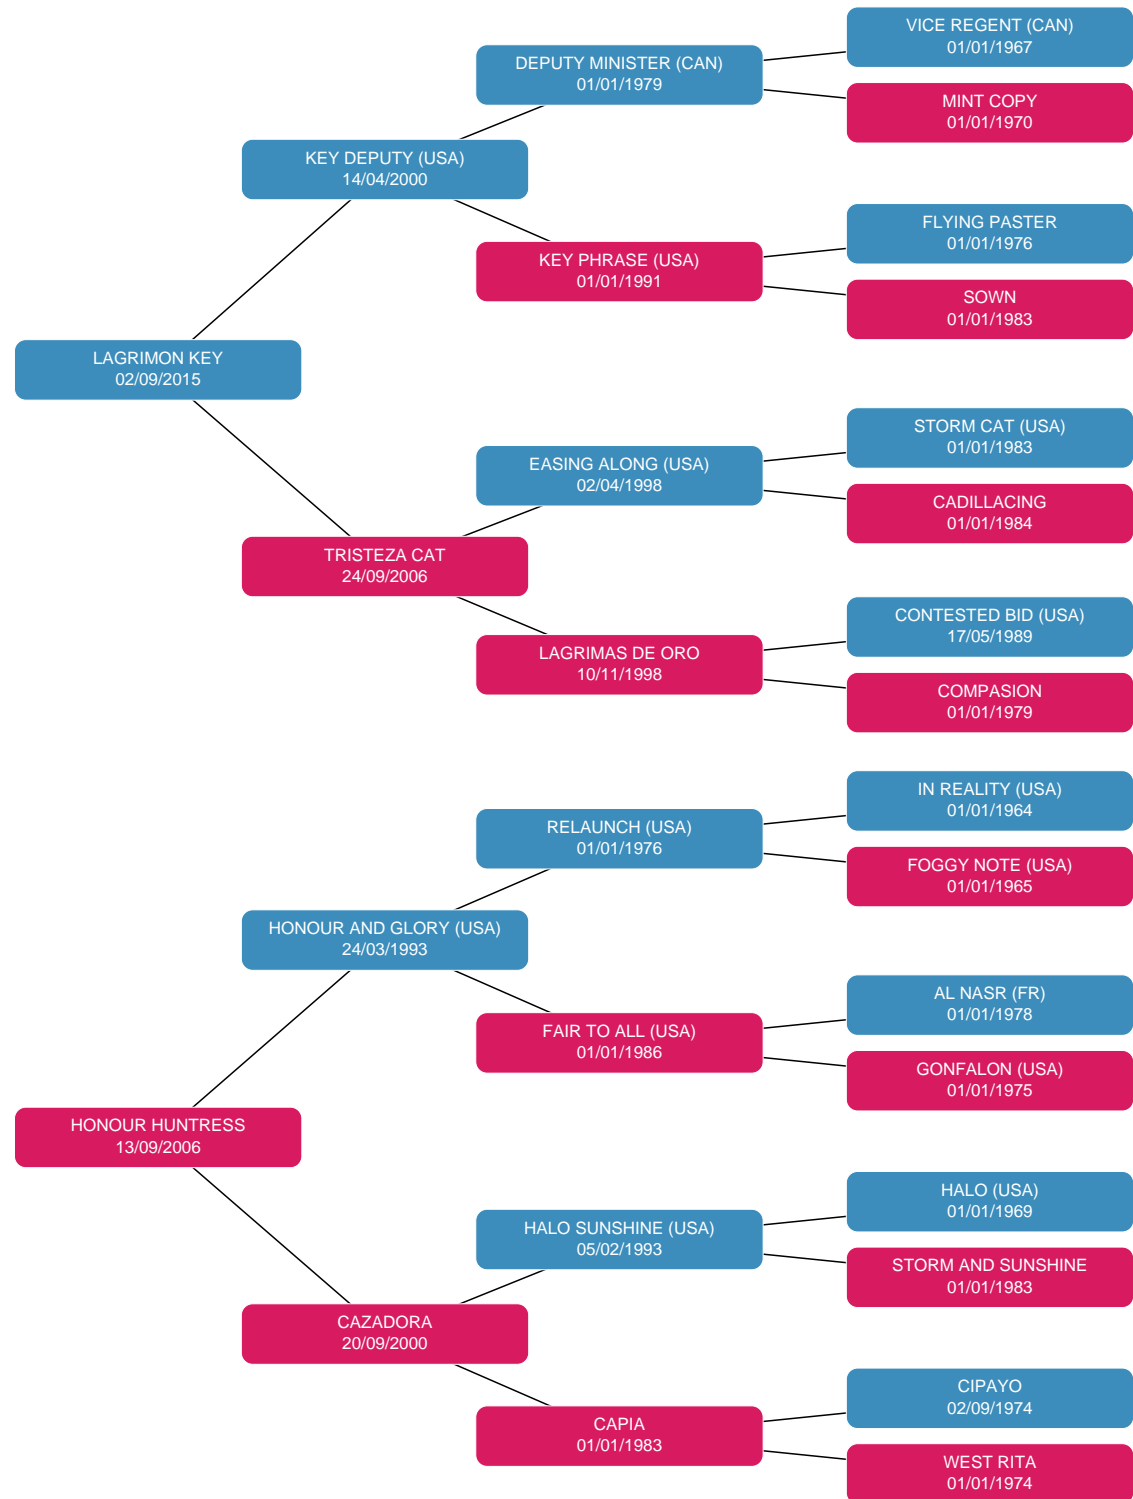 VICE REGENT (CAN)
01/01/1967
DEPUTY MINISTER (CAN)
01/01/1979
MINT COPY
01/01/1970
KEY DEPUTY (USA)
14/04/2000
FLYING PASTER
01/01/1976
KEY PHRASE (USA)
01/01/1991
SOWN
01/01/1983
LAGRIMON KEY
02/09/2015
STORM CAT (USA)
01/01/1983
EASING ALONG (USA)
02/04/1998
CADILLACING
01/01/1984
TRISTEZA CAT
24/09/2006
CONTESTED BID (USA)
17/05/1989
LAGRIMAS DE ORO
10/11/1998
COMPASION
01/01/1979
IN REALITY (USA)
01/01/1964
RELAUNCH (USA)
01/01/1976
FOGGY NOTE (USA)
01/01/1965
HONOUR AND GLORY (USA)
24/03/1993
AL NASR (FR)
01/01/1978
FAIR TO ALL (USA)
01/01/1986
GONFALON (USA)
01/01/1975
HONOUR HUNTRESS
13/09/2006
HALO (USA)
01/01/1969
HALO SUNSHINE (USA)
05/02/1993
STORM AND SUNSHINE
01/01/1983
CAZADORA
20/09/2000
CIPAYO
02/09/1974
CAPIA
01/01/1983
WEST RITA
01/01/1974